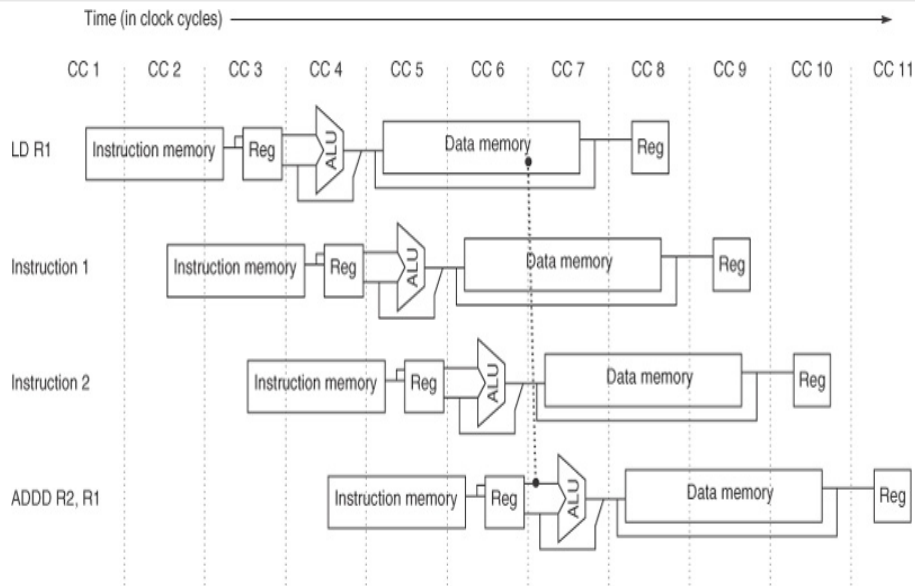 Time (in clock cycles)
CC 1 CC 2 CC 3 CC 4 CC 5 CC 6 CC 7 CC 8 CC 9 CC 10 CC 11
LD R1 Instruction memory Reg ALU Data memory Reg
Instruction 1 Instruction memory Reg ALU Data memory Reg
Instruction 2 Instruction memory Reg ALU Data memory Reg
ADDD R2, R1 Instruction memory Reg ALU Data memory Reg